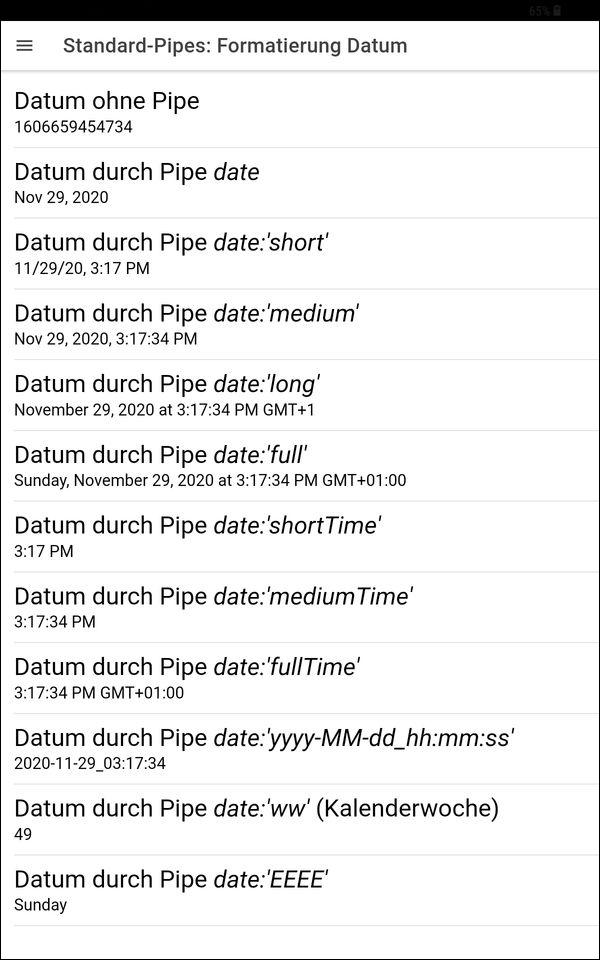 65%
Standard-Pipes: Formatierung Datum
Datum ohne Pipe
1606659454734
Datum durch Pipe date
Nov 29, 2020
Datum durch Pipe date:'short'
11/29/20, 3:17 PM
Datum durch Pipe date:'medium'
Nov 29, 2020, 3:17:34 PM
Datum durch Pipe date:'long'
November 29, 2020 at 3:17:34 PM GMT+1
Datum durch Pipe date:'full'
Sunday, November 29, 2020 at 3:17:34 PM GMT+01:00
Datum durch Pipe date:'shortTime'
3:17 PM
Datum durch Pipe date:'mediumTime'
3:17:34 PM
Datum durch Pipe date:'fullTime'
3:17:34 PM GMT+01:00
Datum durch Pipe date:'yyyy-MM-dd_hh:mm:ss'
2020-11-29_03:17:34
Datum durch Pipe date:'ww' (Kalenderwoche)
49
Datum durch Pipe date:'EEEE'
Sunday